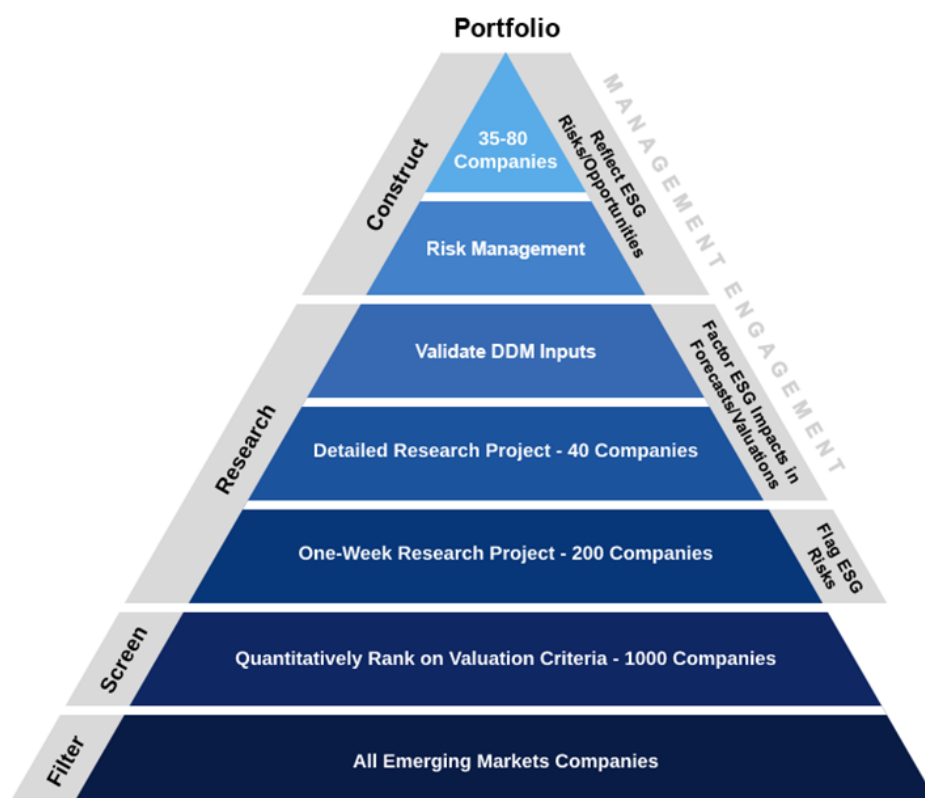 Portfolio
35-80
Companies
Risk Management
Validate DDM Inputs
Detailed Research Project - 40 Companies
One-Week Research Project - 200 Companies
Quantitatively Rank on Valuation Criteria - 1000 Companies
All Emerging Markets Companies
Construct
Research
Screen
Filter
Reflect ESG
Risks/Opportunities
Factor ESG Impacts in
Forecasts/Valuations
Flag ESG
Risks
MANAGEMENT ENGAGEMENT